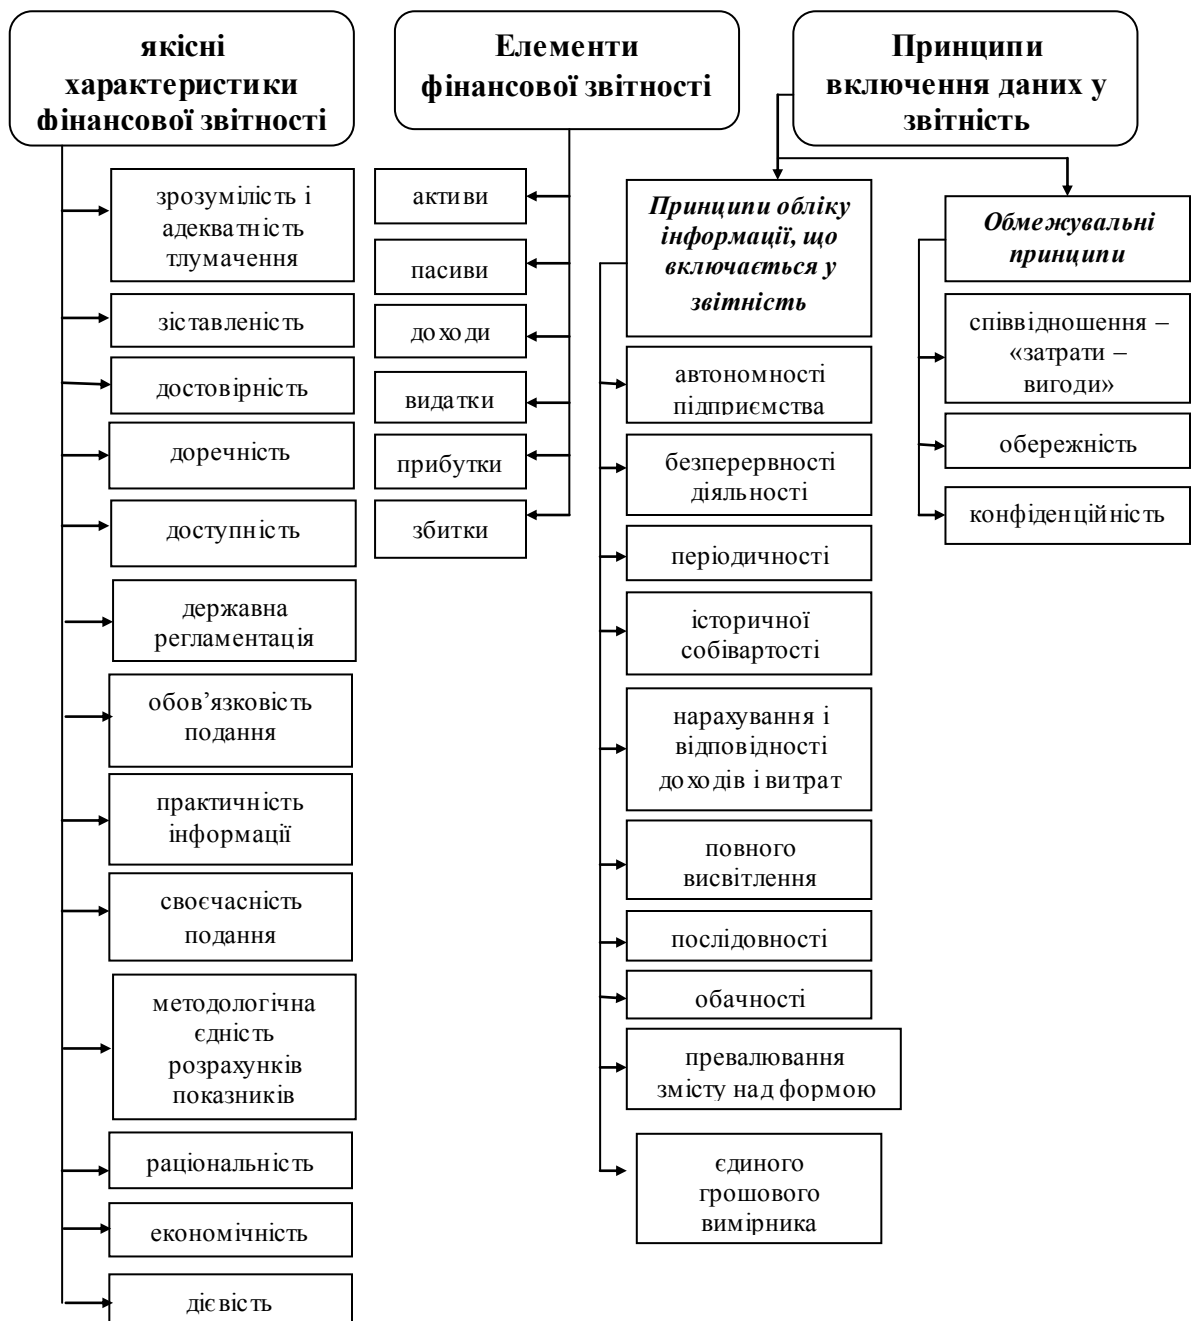 якісні
характеристики
фінансової звітності
зрозумілість і
адекватність
тлумачення
зіставленість
достовірність
доречність
доступність
державна
регламентація
обов’язковість
подання
практичність
інформації
своєчасність
подання
методологічна
єдність
розрахунків
показників
раціональність
економічність
дієвість
Елементи
фінансової звітності
активи
пасиви
доходи
видатки
прибутки
збитки
Принципи
включення даних у
звітність
Принципи обліку
інформації, що
включається у
звітність
автономності
підприємства
безперервності
діяльності
періодичності
історичної
собівартості
нарахування і
відповідності
доходів і витрат
повного
висвітлення
послідовності
обачності
превалювання
змісту над формою
єдиного
грошового
вимірника
Обмежувальні
принципи
співвідношення –
«затрати –
вигоди»
обережність
конфіденційність